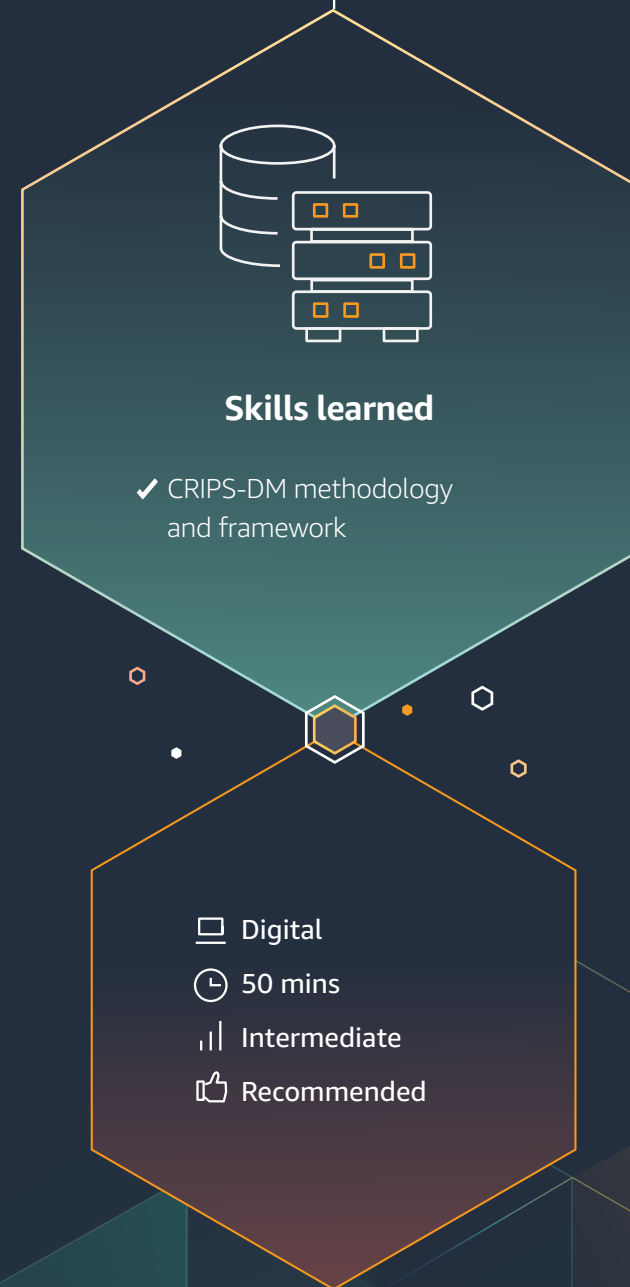 Skills learned
CRIPS-DM methodology
and framework
Digital
50 mins
Intermediate
Recommended